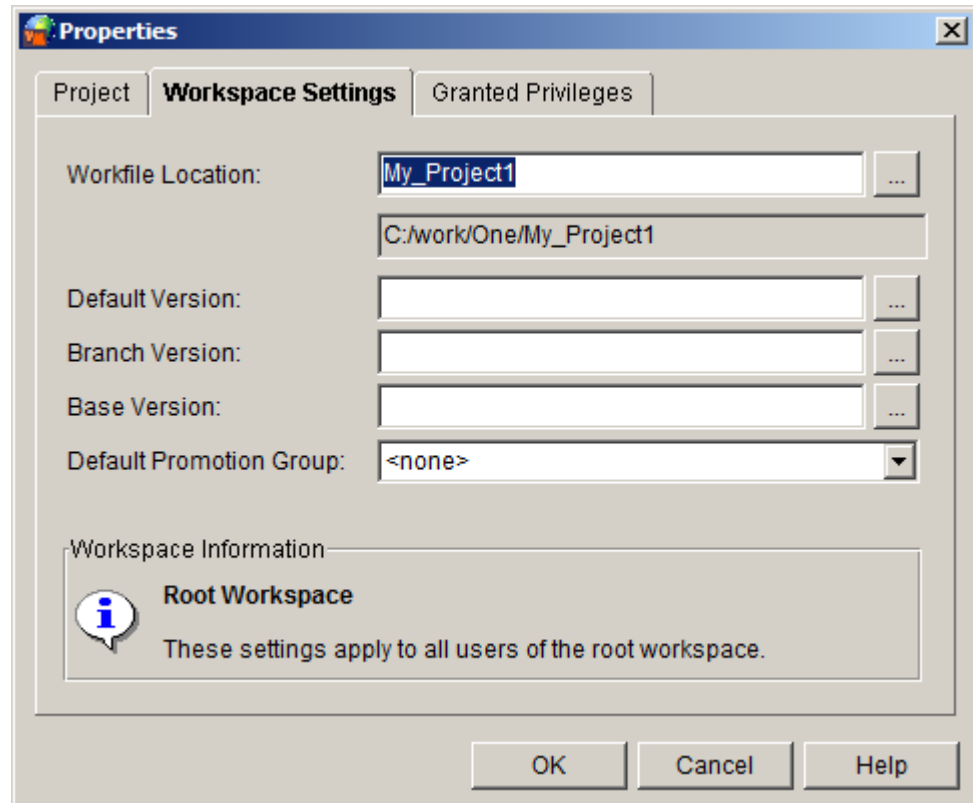 Properties
Project Workspace Settings Granted Privileges
Workfile Location: My_Project1 ...
C:/work/One/My_Project1
Default Version: ...
Branch Version: ...
Base Version: ...
Default Promotion Group: <none>
Workspace Information
Root Workspace
These settings apply to all users of the root workspace.
OK Cancel Help